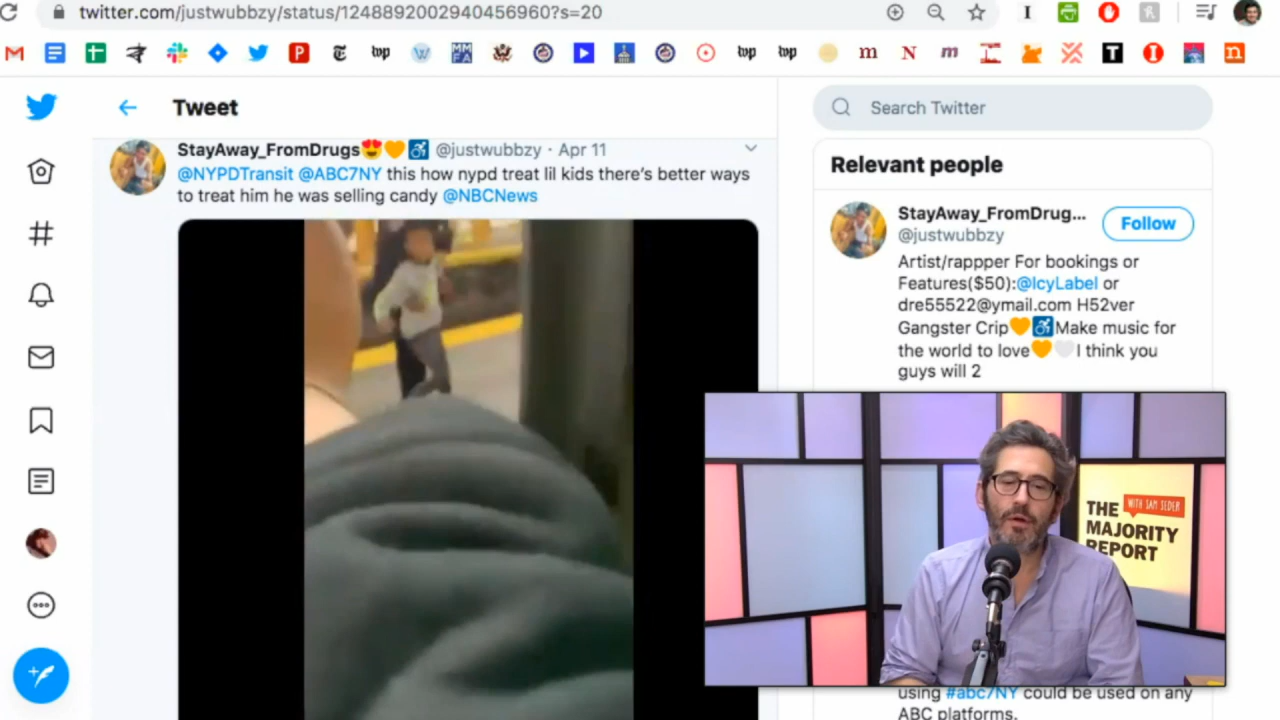 twitter.com/justwubbzy/status/1248892002940456960?s=20
Tweet
Search Twitter
StayAway_FromDrugs😍🧡♿ @justwubbzy · Apr 11
@NYPDTransit @ABC7NY this how nypd treat lil kids there's better ways
to treat him he was selling candy @NBCNews
Relevant people
StayAway_FromDrug...
Follow
@justwubbzy
Artist/rappper For bookings or
Features($50):@IcyLabel or
dre55522@ymail.com H52ver
Gangster Crip🧡♿Make music for
the world to love🧡🤍I think you
guys will 2
WITH SAM SEDER
THE
MAJORITY
REPORT
using #abc7NY could be used on any
ABC platforms.